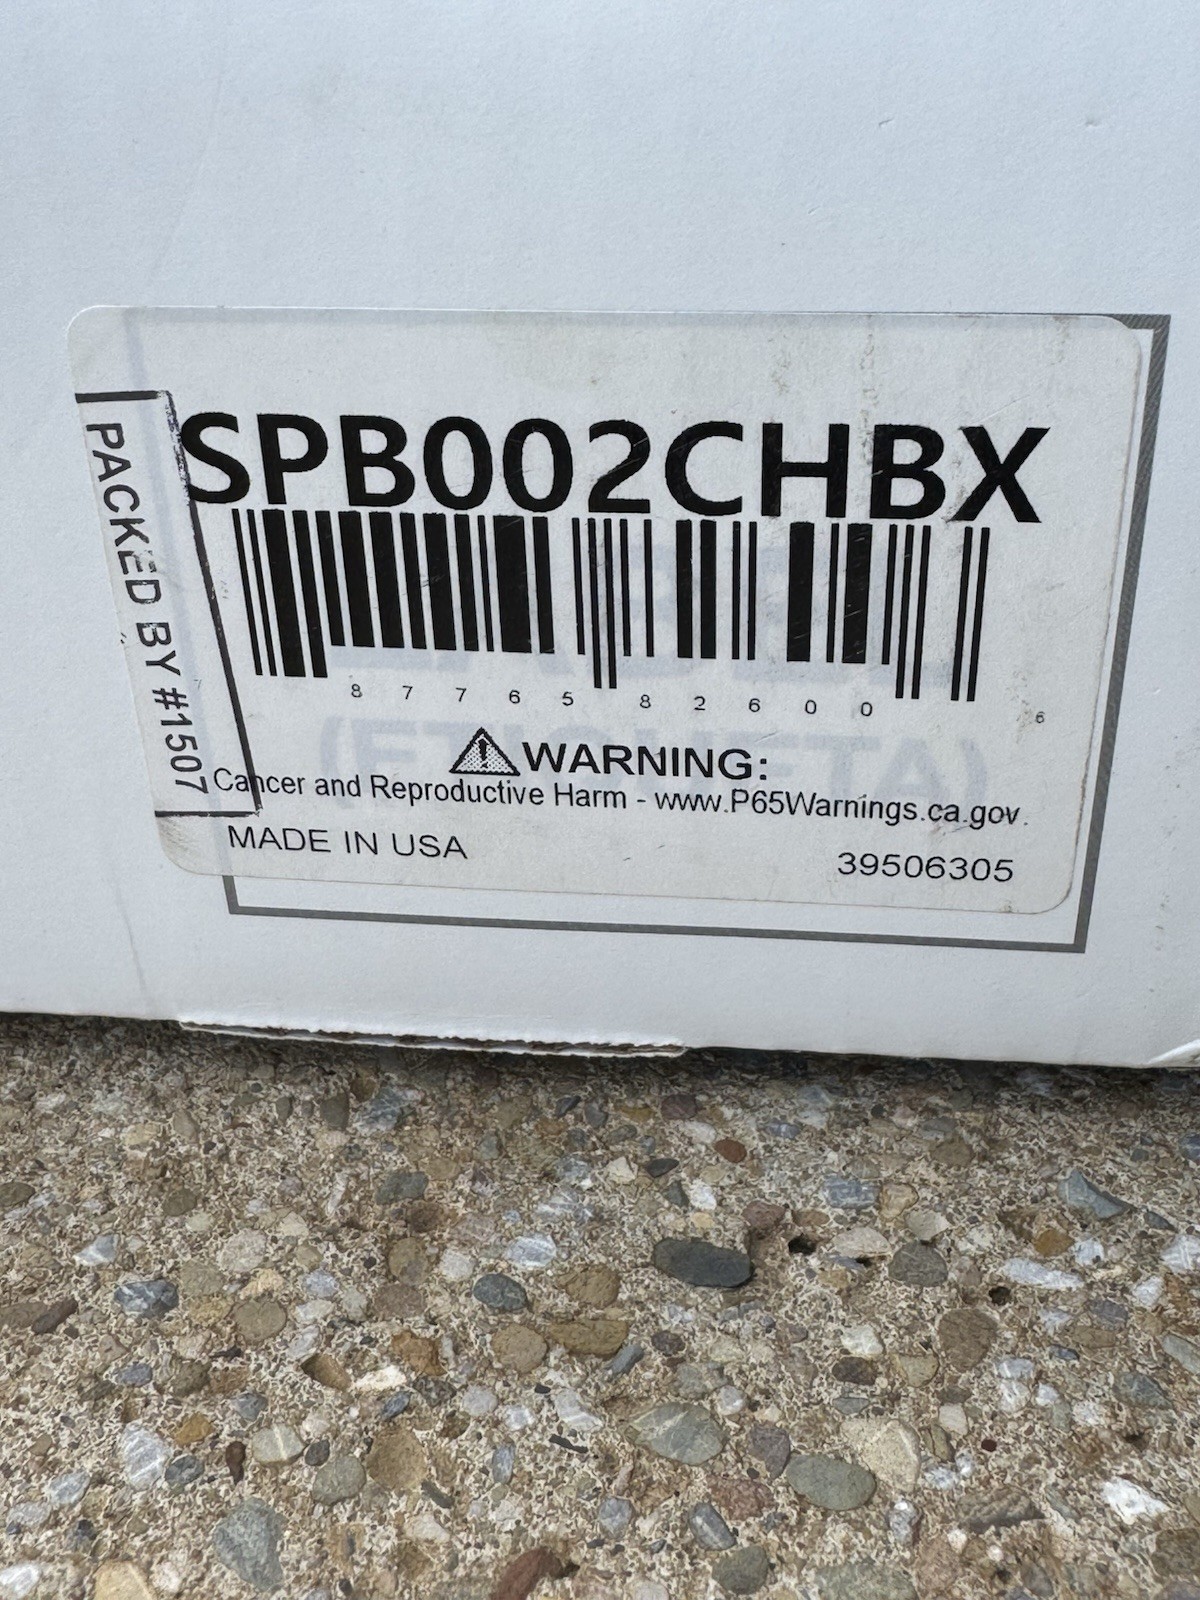 SPB002CHBX
PACKED BY #1507
8 7 7 6 5 8 2 6 0 0 6
WARNING:
Cancer and Reproductive Harm - www.P65Warnings.ca.gov.
MADE IN USA
39506305
(ETIQUETA)